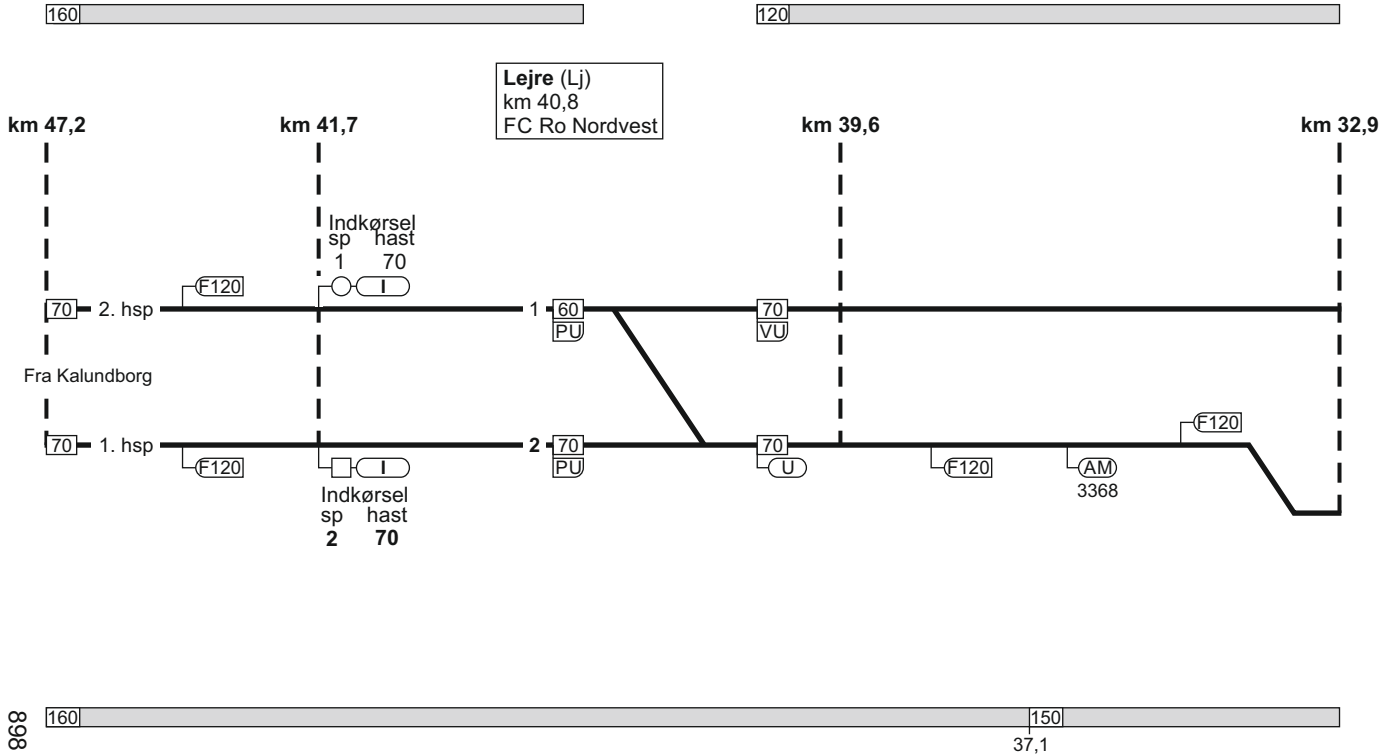 160
120
Lejre (Lj)
km 40,8
FC Ro Nordvest
km 47,2
km 41,7
km 39,6
km 32,9
Indkørsel
sp hast
1 70
F120
I
70
2. hsp
1
60
70
PU
VU
Fra Kalundborg
F120
70
1. hsp
2
70
70
F120
I
PU
U
F120
AM
3368
Indkørsel
sp hast
2 70
160
150
37,1
898